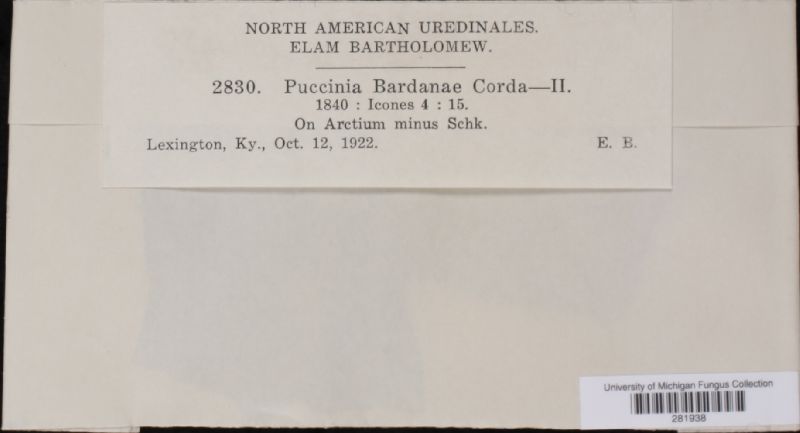 NORTH AMERICAN UREDINALES.
ELAM BARTHOLOMEW.
2830. Puccinia Bardanae Corda—II.
1840 : Icones 4 : 15.
On Arctium minus Schk.
Lexington, Ky., Oct. 12, 1922. E. B.
University of Michigan Fungus Collection
281938